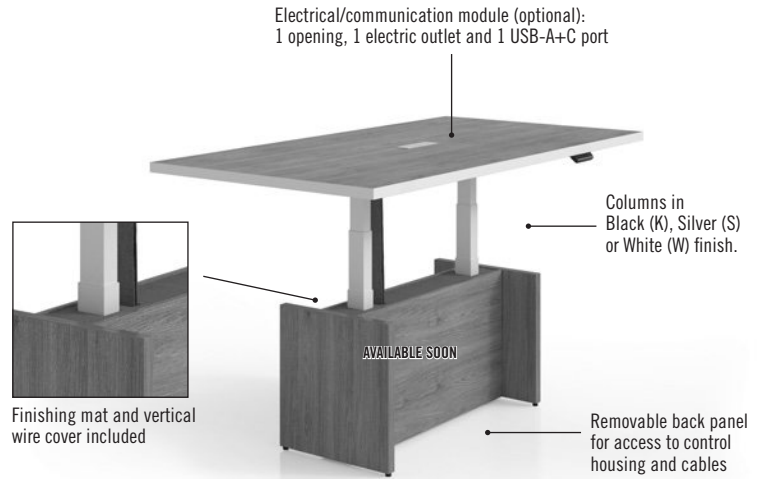 Electrical/communication module (optional):
1 opening, 1 electric outlet and 1 USB-A+C port
Columns in
Black (K), Silver (S)
or White (W) finish.
AVAILABLE SOON
Finishing mat and vertical
wire cover included
Removable back panel
for access to control
housing and cables